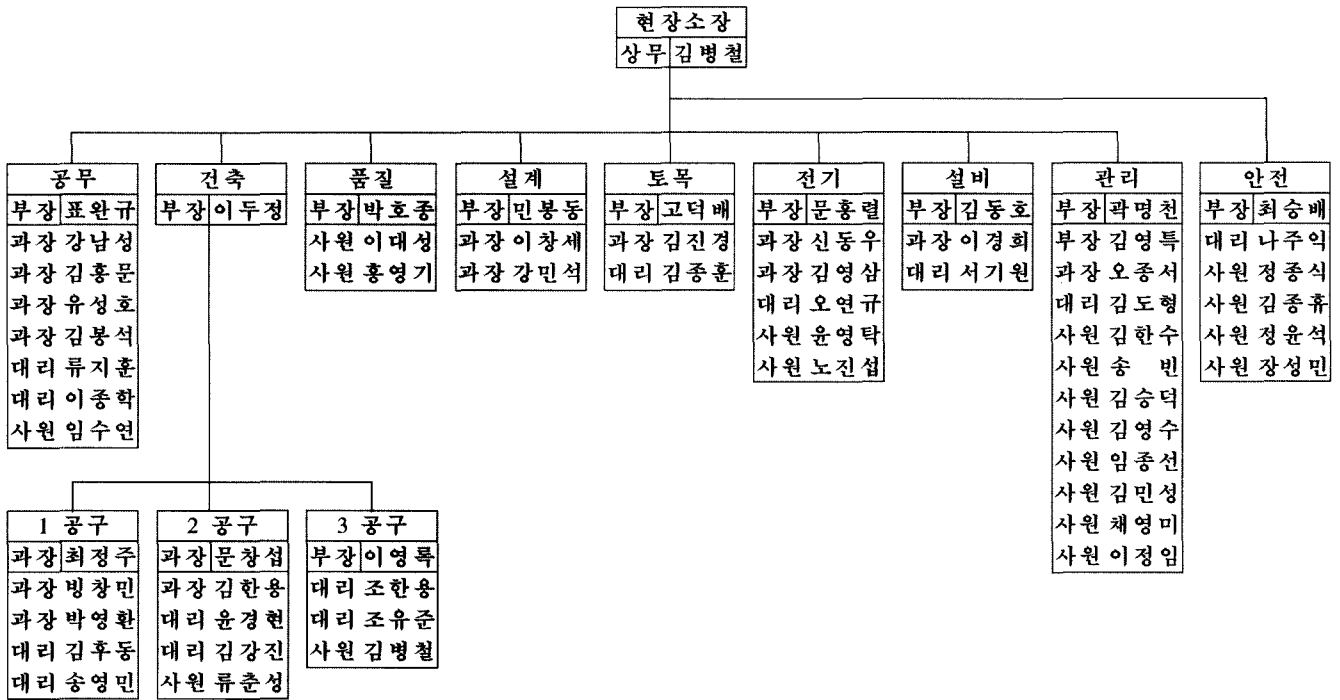 현장소장
상무 김병철
공무
부장 표완규
과장 강남성
과장 김홍문
과장 유성호
과장 김봉석
대리 류지훈
대리 이종학
사원 임수연
건축
부장 이두정
품질
부장 박호종
사원 이대성
사원 홍영기
설계
부장 민봉동
과장 이창세
과장 강민석
토목
부장 고덕배
과장 김진경
대리 김종훈
전기
부장 문홍렬
과장 신동우
과장 김영삼
대리 오연규
사원 윤영탁
사원 노진섭
설비
부장 김동호
과장 이경희
대리 서기원
관리
부장 곽명천
부장 김영특
과장 오종서
대리 김도형
사원 김한수
사원 송 빈
사원 김승덕
사원 김영수
사원 임종선
사원 김민성
사원 채영미
사원 이정임
안전
부장 최승배
대리 나주익
사원 정종식
사원 김종휴
사원 정윤석
사원 장성민
1 공구
과장 최정주
과장 빙창민
과장 박영환
대리 김후동
대리 송영민
2 공구
과장 문창섭
과장 김한용
대리 윤경현
대리 김강진
사원 류춘성
3 공구
부장 이영록
대리 조한용
대리 조유준
사원 김병철